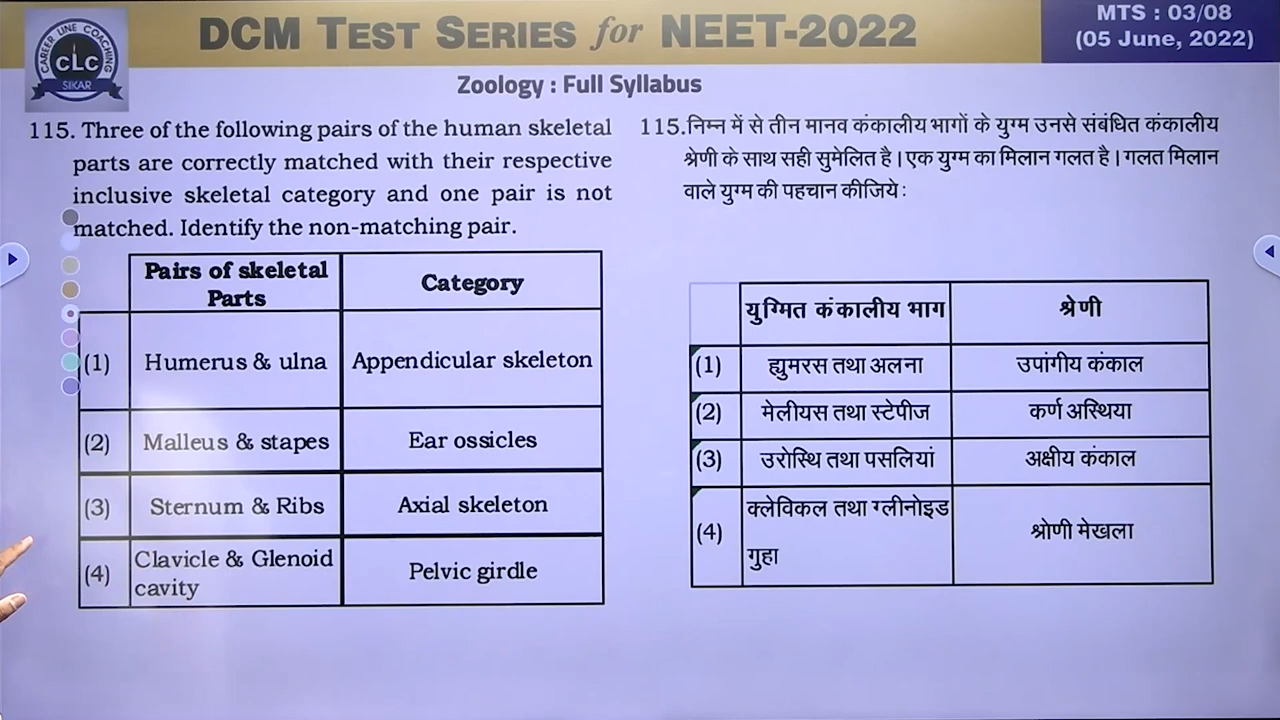 CAREER LINE COACHING
CLC
SIKAR
DCM TEST SERIES for NEET-2022
MTS : 03/08
(05 June, 2022)
Zoology : Full Syllabus
115. Three of the following pairs of the human skeletal
parts are correctly matched with their respective
inclusive skeletal category and one pair is not
matched. Identify the non-matching pair.
Pairs of skeletal Parts Category
(1) Humerus & ulna Appendicular skeleton
(2) Malleus & stapes Ear ossicles
(3) Sternum & Ribs Axial skeleton
(4) Clavicle & Glenoid cavity Pelvic girdle
115. निम्न में से तीन मानव कंकालीय भागों के युग्म उनसे संबंधित कंकालीय
श्रेणी के साथ सही सुमेलित है। एक युग्म का मिलान गलत है। गलत मिलान
वाले युग्म की पहचान कीजिये :
युग्मित कंकालीय भाग श्रेणी
(1) ह्युमरस तथा अलना उपांगीय कंकाल
(2) मेलीयस तथा स्टेपीज कर्ण अस्थिया
(3) उरोस्थि तथा पसलियां अक्षीय कंकाल
(4) क्लेविकल तथा ग्लीनोइड गुहा श्रोणी मेखला